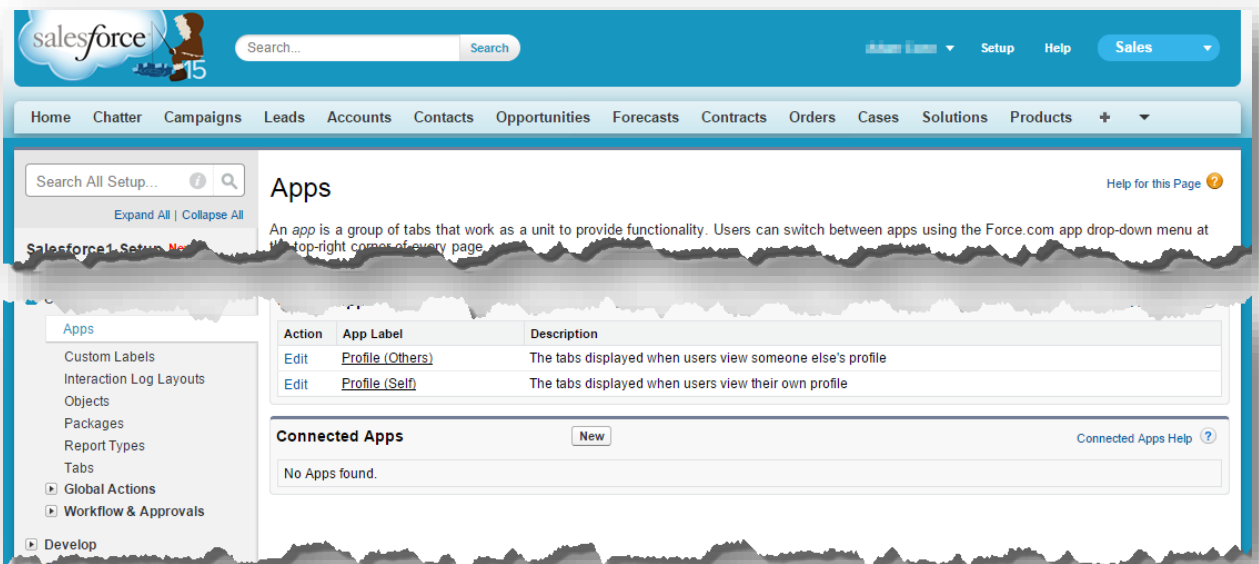 salesforce
15
Search...
Search
Setup
Help
Sales
Home
Chatter
Campaigns
Leads
Accounts
Contacts
Opportunities
Forecasts
Contracts
Orders
Cases
Solutions
Products
Search All Setup...
Expand All | Collapse All
Salesforce1 Setup
Apps
Custom Labels
Interaction Log Layouts
Objects
Packages
Report Types
Tabs
Global Actions
Workflow & Approvals
Develop
Apps
Help for this Page ?
An app is a group of tabs that work as a unit to provide functionality. Users can switch between apps using the Force.com app drop-down menu at
the top-right corner of every page.
Action App Label Description
Edit Profile (Others) The tabs displayed when users view someone else's profile
Edit Profile (Self) The tabs displayed when users view their own profile
Connected Apps
New
Connected Apps Help ?
No Apps found.